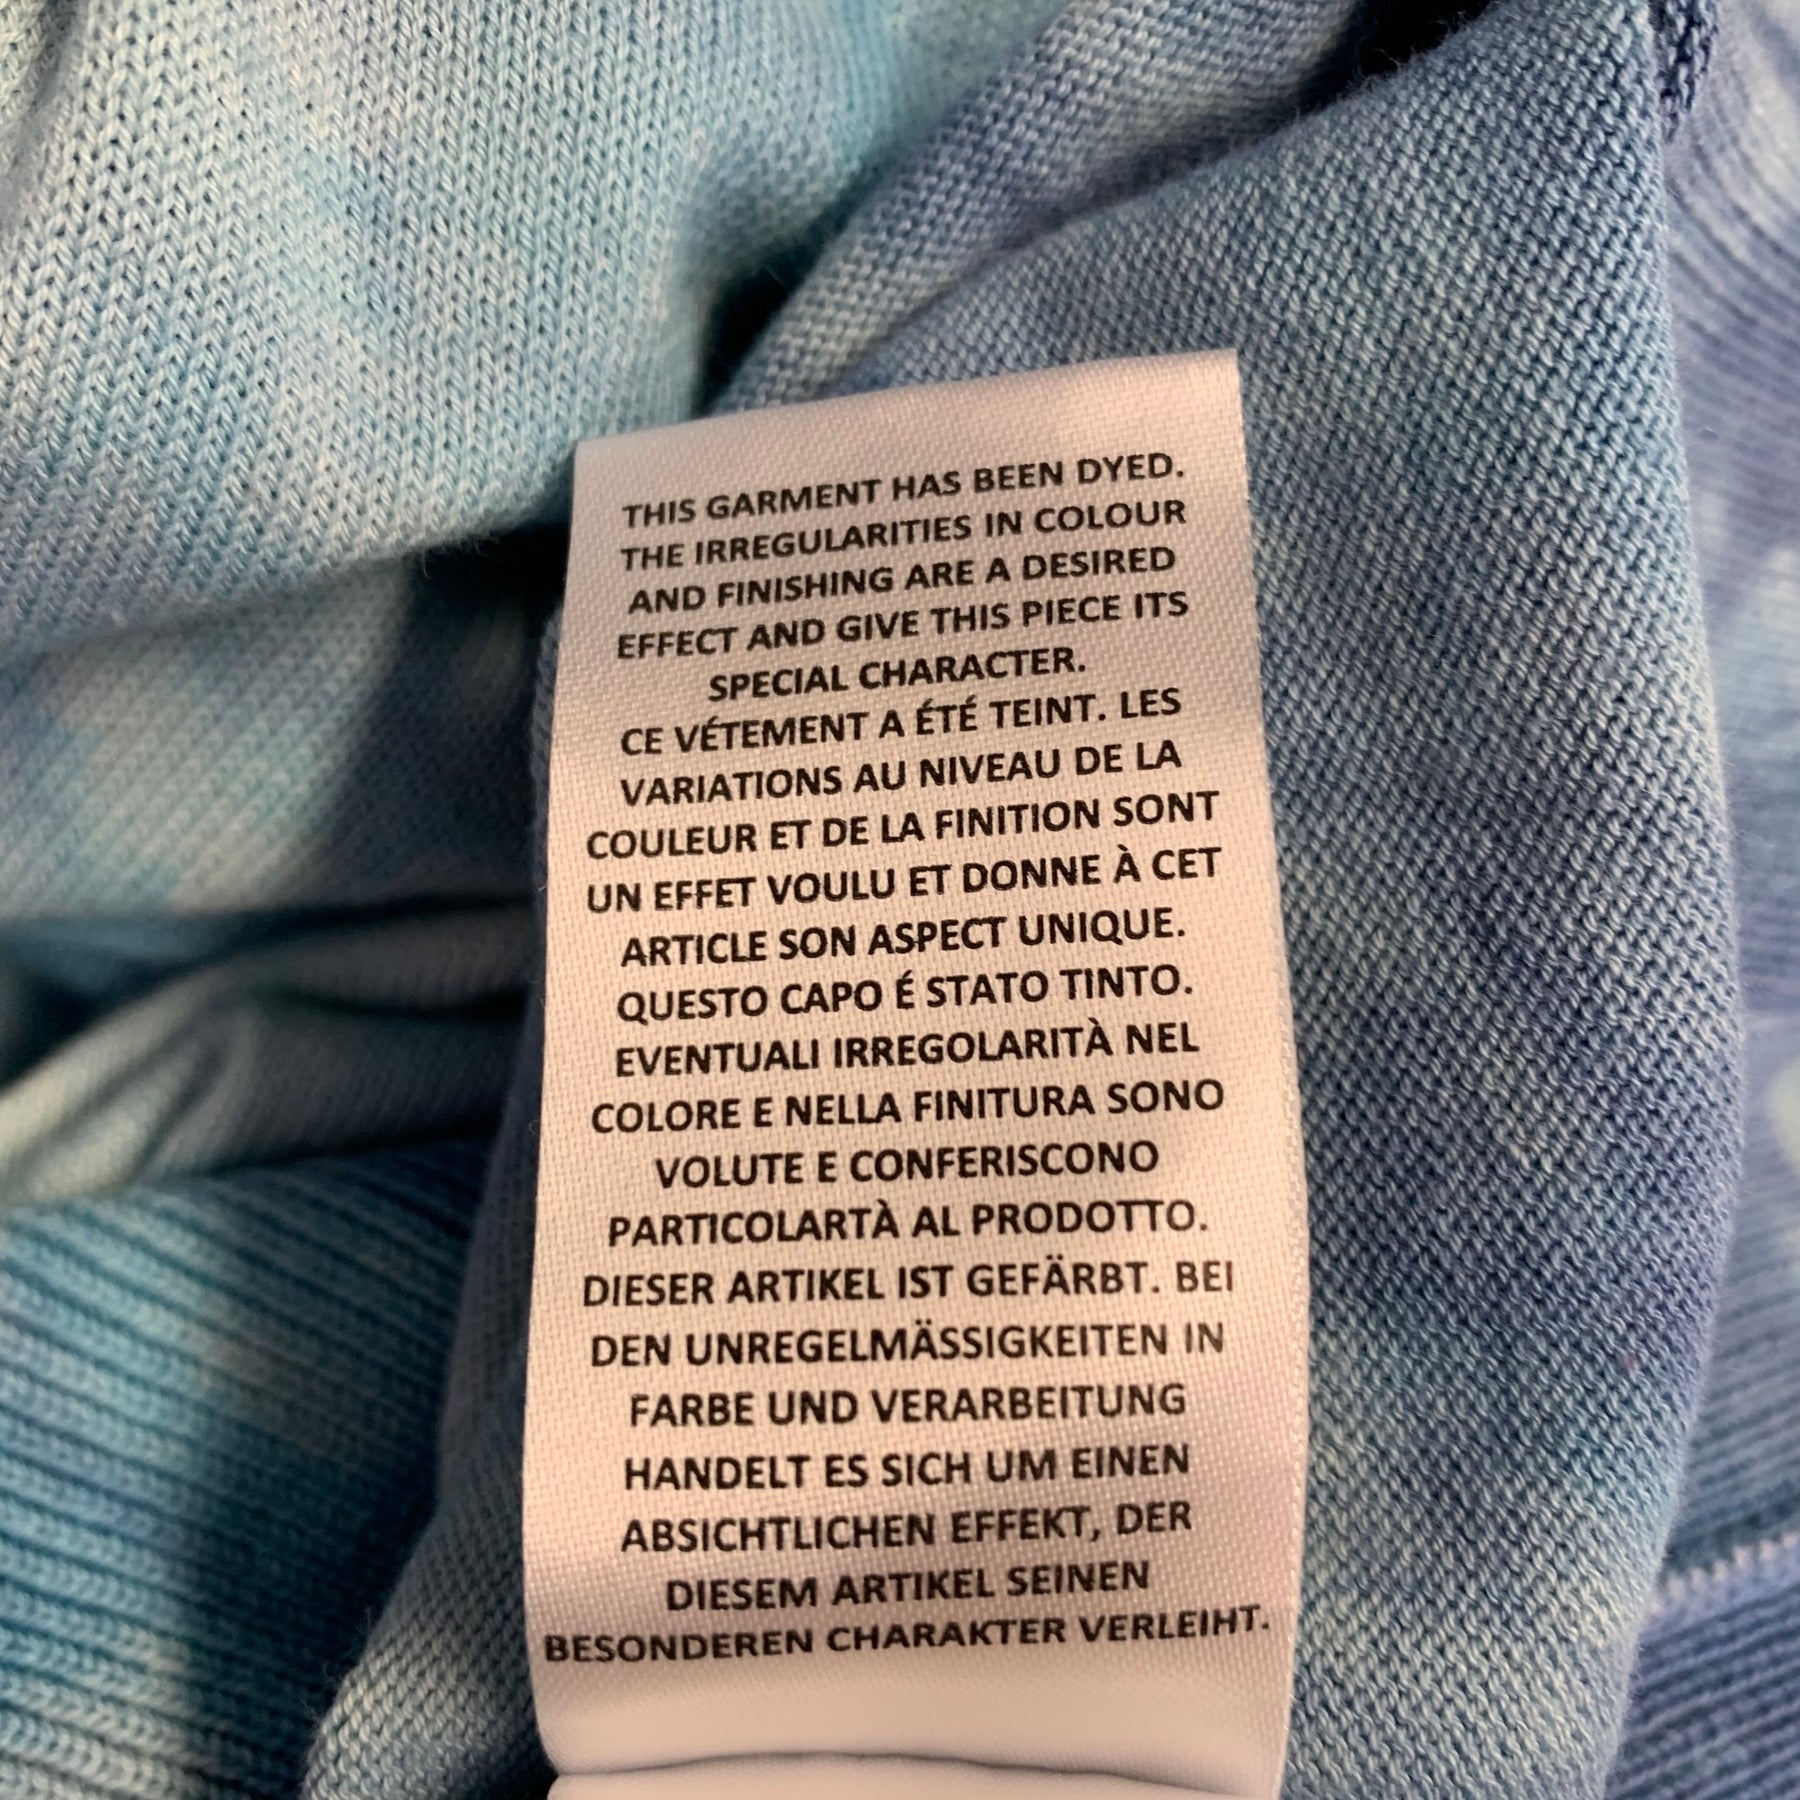 THIS GARMENT HAS BEEN DYED.
THE IRREGULARITIES IN COLOUR
AND FINISHING ARE A DESIRED
EFFECT AND GIVE THIS PIECE ITS
SPECIAL CHARACTER.
CE VÉTEMENT A ÉTÉ TEINT. LES
VARIATIONS AU NIVEAU DE LA
COULEUR ET DE LA FINITION SONT
UN EFFET VOULU ET DONNE À CET
ARTICLE SON ASPECT UNIQUE.
QUESTO CAPO É STATO TINTO.
EVENTUALI IRREGOLARITÀ NEL
COLORE E NELLA FINITURA SONO
VOLUTE E CONFERISCONO
PARTICOLARTÀ AL PRODOTTO.
DIESER ARTIKEL IST GEFÄRBT. BEI
DEN UNREGELMÄSSIGKEITEN IN
FARBE UND VERARBEITUNG
HANDELT ES SICH UM EINEN
ABSICHTLICHEN EFFEKT, DER
DIESEM ARTIKEL SEINEN
BESONDEREN CHARAKTER VERLEIHT.